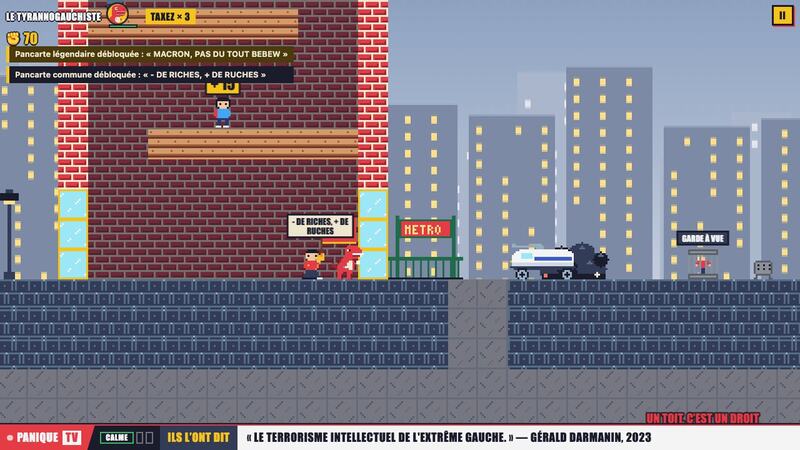 LE TYRANNOGAUCHISTE
TAXEZ × 3
70
Pancarte légendaire débloquée : « MACRON, PAS DU TOUT BEBEW »
Pancarte commune débloquée : « - DE RICHES, + DE RUCHES »
+ 15
- DE RICHES, + DE
RUCHES
METRO
GARDE À VUE
UN TOIT, C'EST UN DROIT
PANIQUE TV
CALME
ILS L'ONT DIT
« LE TERRORISME INTELLECTUEL DE L'EXTRÊME GAUCHE. » — GÉRALD DARMANIN, 2023